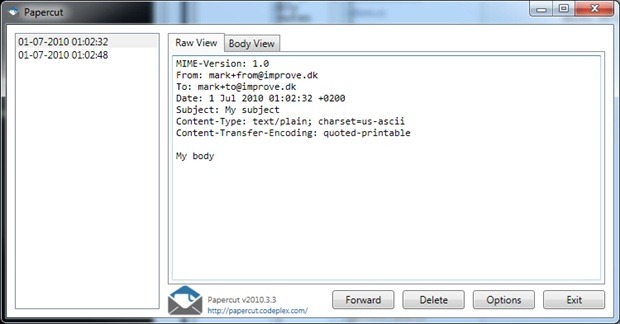 Papercut
01-07-2010 01:02:32
01-07-2010 01:02:48
Raw View
Body View
MIME-Version: 1.0
From: mark+from@improve.dk
To: mark+to@improve.dk
Date: 1 Jul 2010 01:02:32 +0200
Subject: My subject
Content-Type: text/plain; charset=us-ascii
Content-Transfer-Encoding: quoted-printable
My body
Papercut v2010.3.3
http://papercut.codeplex.com/
Forward
Delete
Options
Exit